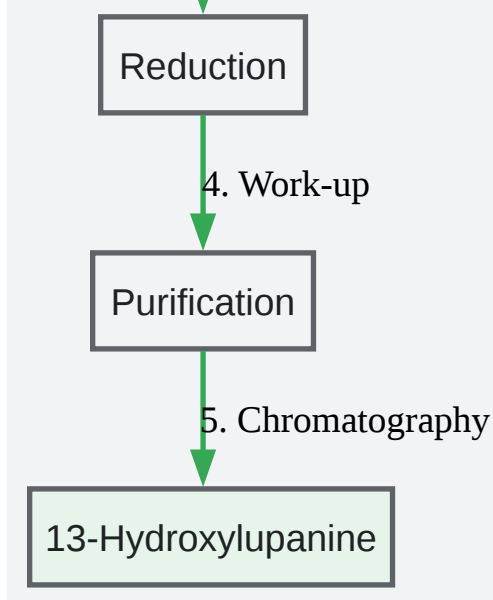 Reduction
4. Work-up
Purification
5. Chromatography
13-Hydroxylupanine